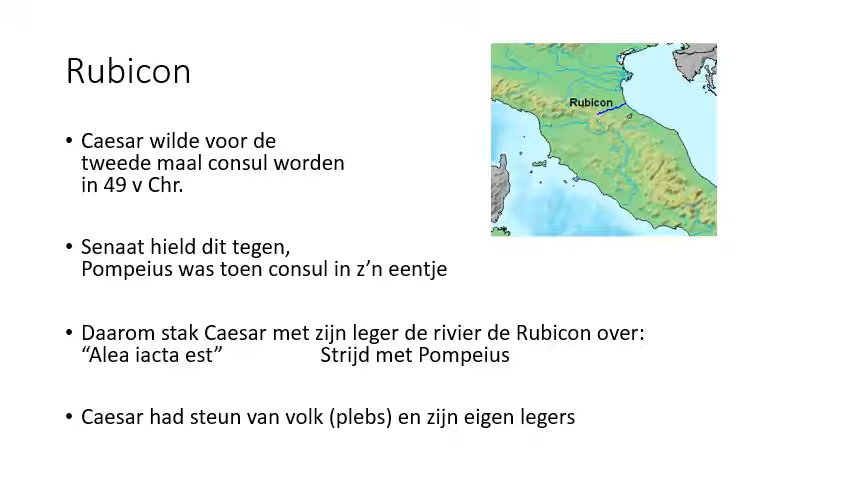 Rubicon
Rubicon
• Caesar wilde voor de
tweede maal consul worden
in 49 v Chr.
• Senaat hield dit tegen,
Pompeius was toen consul in z’n eentje
• Daarom stak Caesar met zijn leger de rivier de Rubicon over:
“Alea iacta est” Strijd met Pompeius
• Caesar had steun van volk (plebs) en zijn eigen legers